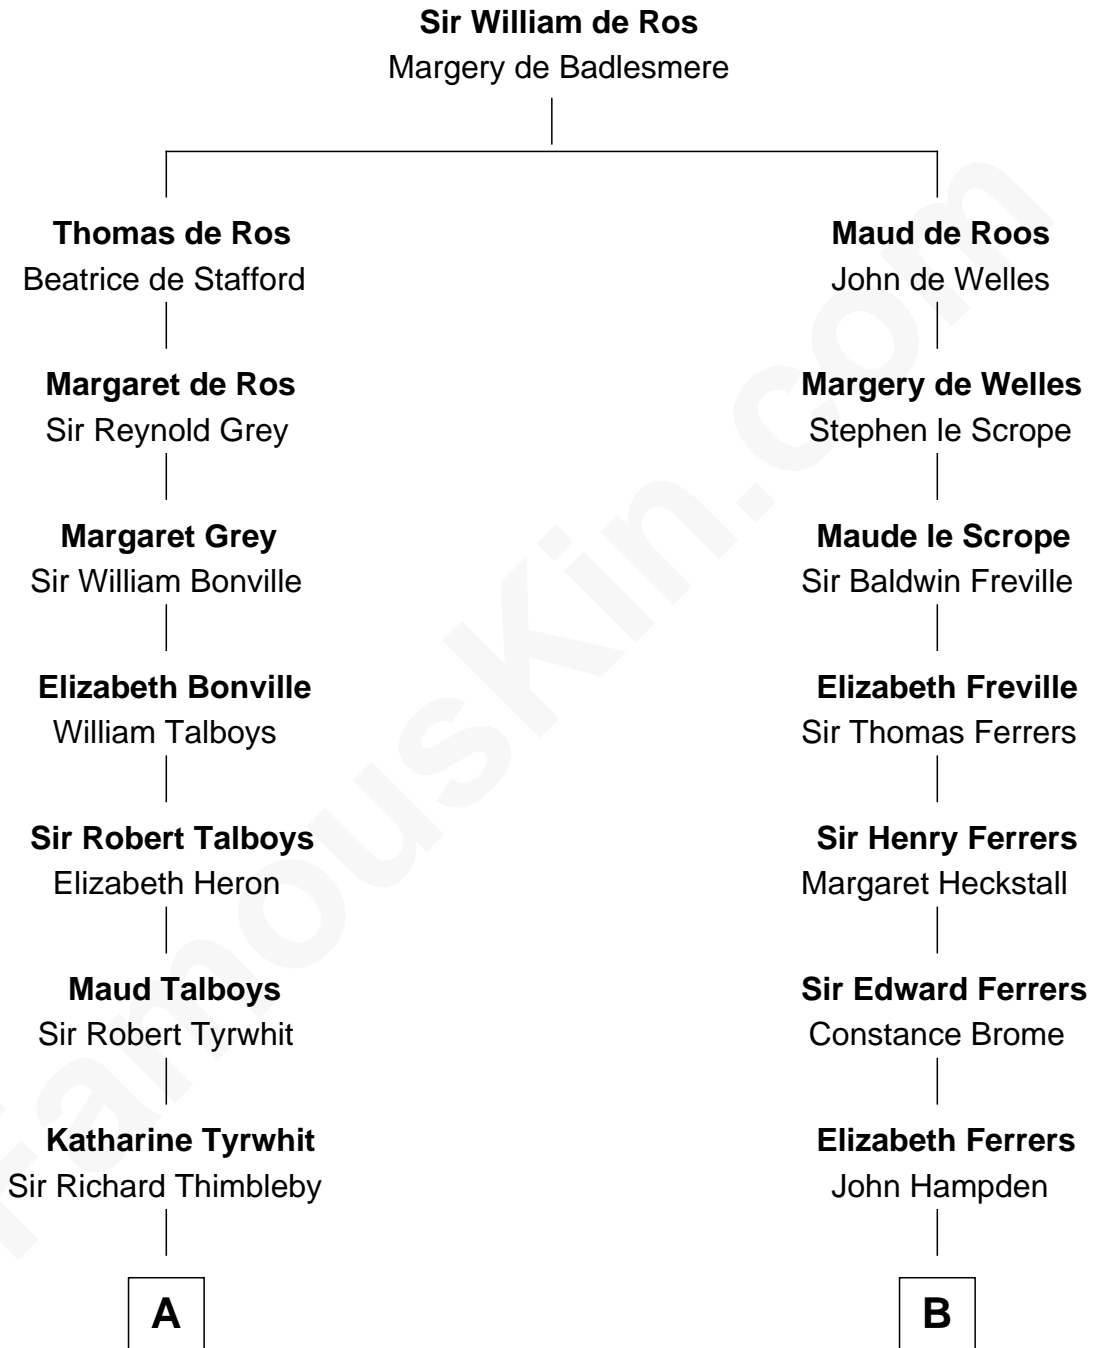 Sir William de Ros
Margery de Badlesmere
Thomas de Ros
Beatrice de Stafford
Maud de Roos
John de Welles
Margaret de Ros
Sir Reynold Grey
Margery de Welles
Stephen le Scrope
Margaret Grey
Sir William Bonville
Maude le Scrope
Sir Baldwin Freville
Elizabeth Bonville
William Talboys
Elizabeth Freville
Sir Thomas Ferrers
Sir Robert Talboys
Elizabeth Heron
Sir Henry Ferrers
Margaret Heckstall
Maud Talboys
Sir Robert Tyrwhit
Sir Edward Ferrers
Constance Brome
Katharine Tyrwhit
Sir Richard Thimbleby
Elizabeth Ferrers
John Hampden
A
B
FamousKin.com